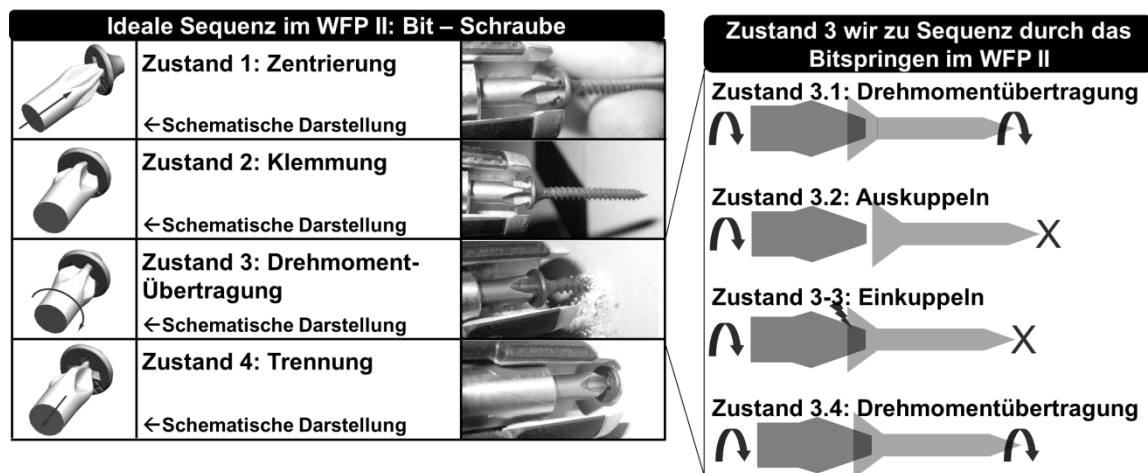 Ideale Sequenz im WFP II: Bit – Schraube
Zustand 1: Zentrierung
←Schematische Darstellung
Zustand 2: Klemmung
←Schematische Darstellung
Zustand 3: Drehmoment-
Übertragung
←Schematische Darstellung
Zustand 4: Trennung
←Schematische Darstellung
Zustand 3 wir zu Sequenz durch das
Bitspringen im WFP II
Zustand 3.1: Drehmomentübertragung
Zustand 3.2: Auskuppeln
X
Zustand 3-3: Einkuppeln
X
Zustand 3.4: Drehmomentübertragung